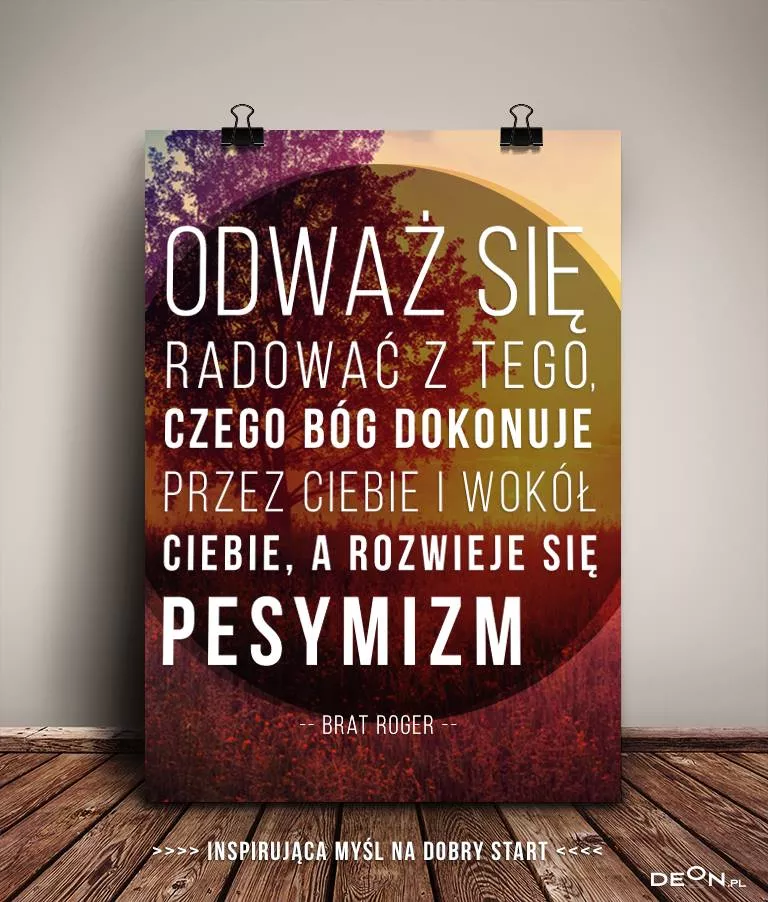 ODWAŻ SIĘ
RADOWAĆ Z TEGO,
CZEGO BÓG DOKONUJE
PRZEZ CIEBIE I WOKÓŁ
CIEBIE, A ROZWIEJE SIĘ
PESYMIZM
-- BRAT ROGER --
>>>> INSPIRUJĄCA MYŚL NA DOBRY START <<<<
DEON.PL